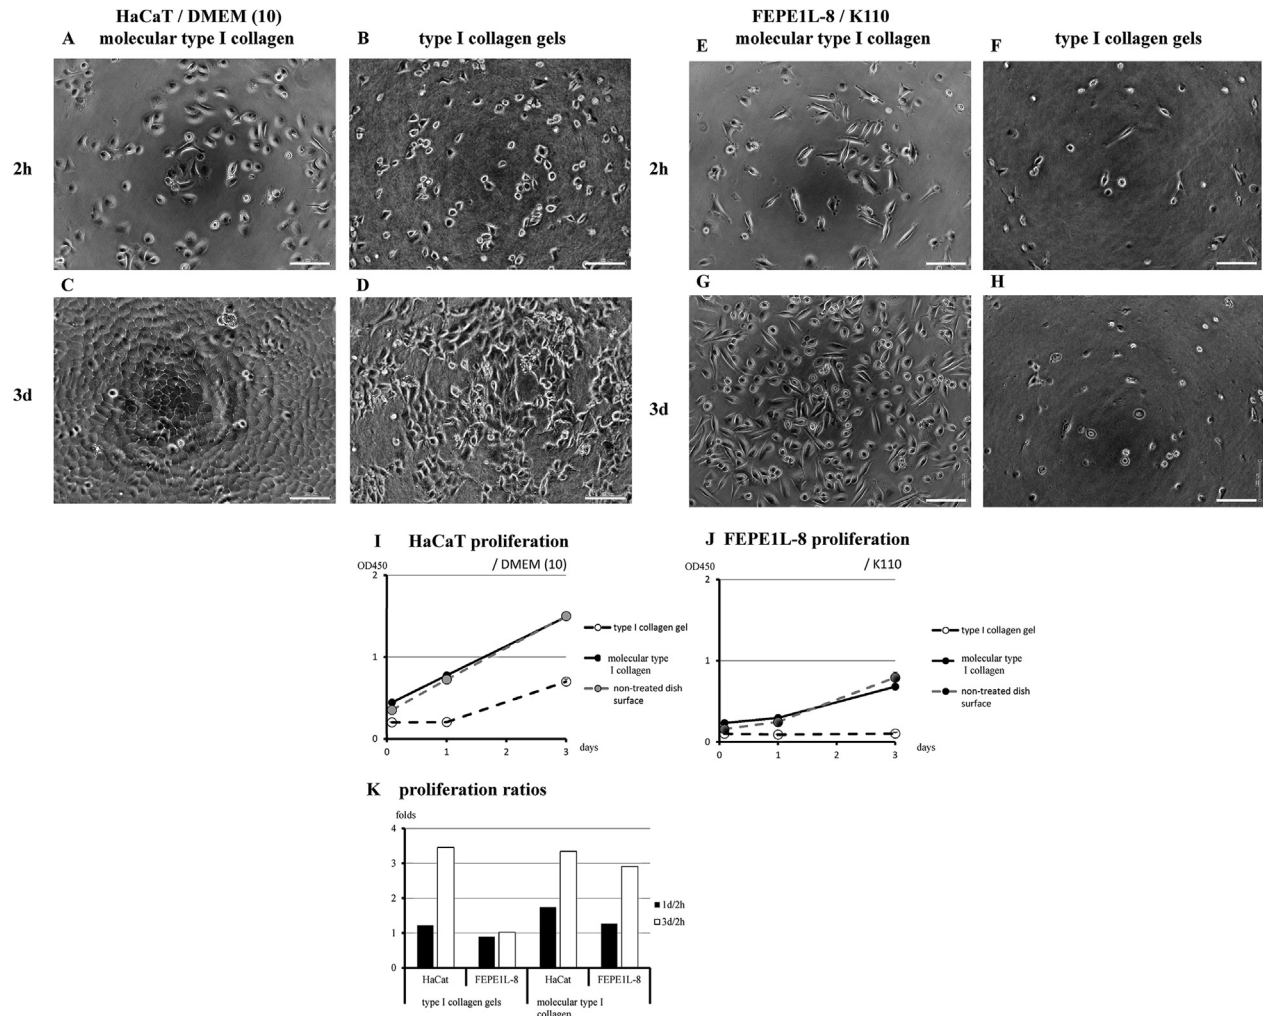 HaCaT / DMEM (10)
A molecular type I collagen
B type I collagen gels
FEPE1L-8 / K110
E molecular type I collagen
F type I collagen gels
2h
2h
C
D
G
H
3d
3d
I HaCaT proliferation
/ DMEM (10)
OD450
2
1
0
0 1 2 3 days
type I collagen gel
molecular type
I collagen
non-treated dish
surface
J FEPE1L-8 proliferation
/ K110
OD450
2
1
0
0 1 2 3 days
type I collagen gel
molecular type
I collagen
non-treated dish
surface
K proliferation ratios
folds
4
3
2
1
0
1d/2h
3d/2h
HaCat FEPE1L-8 HaCat FEPE1L-8
type I collagen gels
molecular type I
collagen